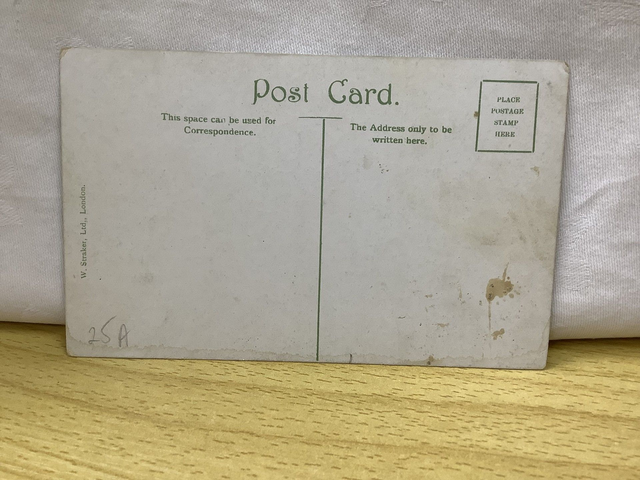 Post Card.
This space can be used for
Correspondence.
The Address only to be
written here.
PLACE
POSTAGE
STAMP
HERE
W. Straker, Ltd., London.
25 A